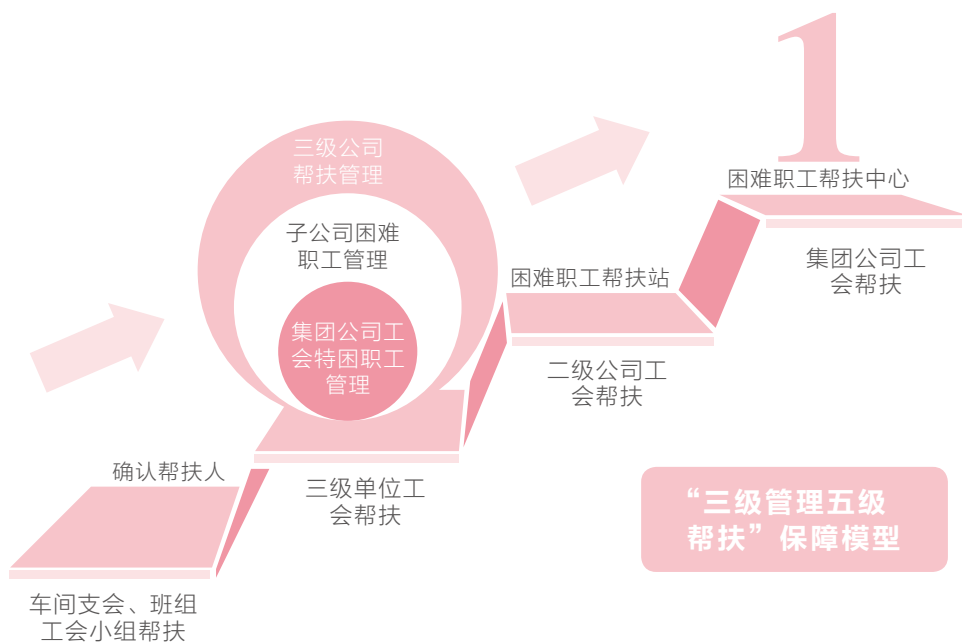 1
困难职工帮扶中心
集团公司工
会帮扶
三级公司
帮扶管理
子公司困难
职工管理
集团公司工
会特困职工
管理
困难职工帮扶站
二级公司工
会帮扶
确认帮扶人
三级单位工
会帮扶
“三级管理五级
帮扶”保障模型
车间支会、班组
工会小组帮扶